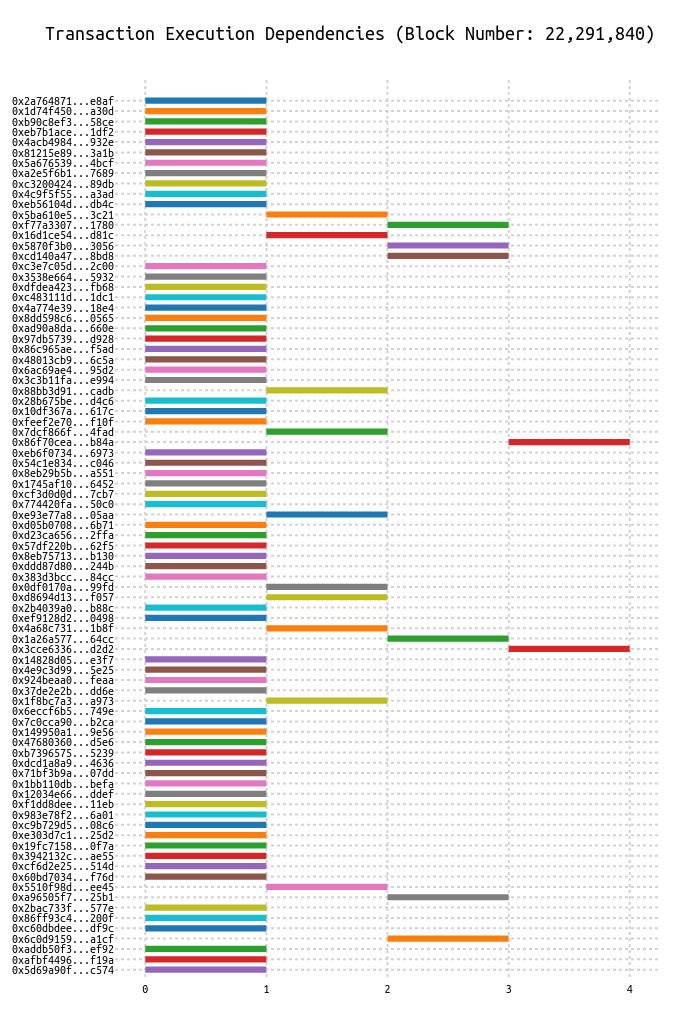 Transaction Execution Dependencies (Block Number: 22,291,840)
0x2a764871...e8af
0x1d74f450...a30d
0xb90c8ef3...58ce
0xeb7b1ace...1df2
0x4acb4984...932e
0x81215e89...3a1b
0x5a676539...4bcf
0xa2e5f6b1...7689
0xc3200424...89db
0x4c9f5f55...a3ad
0xeb56104d...db4c
0x5ba610e5...3c21
0xf77a3307...1780
0x16d1ce54...d81c
0x5870f3b0...3056
0xcd140a47...8bd8
0xc3e7c05d...2c00
0x3538e664...5932
0xdfdea423...fb68
0xc483111d...1dc1
0x4a774e39...18e4
0x8dd598c6...0565
0xad90a8da...660e
0x97db5739...d928
0x86c965ae...f5ad
0x48013cb9...6c5a
0x6ac69ae4...95d2
0x3c3b11fa...e994
0x88bb3d91...cadb
0x28b675be...d4c6
0x10df367a...617c
0xfeef2e70...f10f
0x7dcf866f...4fad
0x86f70cea...b84a
0xeb6f0734...6973
0x54c1e834...c046
0x8eb29b5b...a551
0x1745af10...6452
0xcf3d0d0d...7cb7
0x774420fa...50c0
0xe93e77a8...05aa
0xd05b0708...6b71
0xd23ca656...2ffa
0x57df220b...62f5
0x8eb75713...b130
0xddd87d80...244b
0x383d3bcc...84cc
0x0df0170a...99fd
0xd8694d13...f057
0x2b4039a0...b88c
0xef9128d2...0498
0x4a68c731...1b8f
0x1a26a577...64cc
0x3cce6336...d2d2
0x14828d05...e3f7
0x4e9c3d99...5e25
0x924beaa0...feaa
0x37de2e2b...dd6e
0x1f8bc7a3...a973
0x6eccf6b5...749e
0x7c0cca90...b2ca
0x149950a1...9e56
0x47680360...d5e6
0xb7396575...5239
0xdcd1a8a9...4636
0x71bf3b9a...07dd
0x1bb110db...befa
0x12034e66...ddef
0xf1dd8dee...11eb
0x983e78f2...6a01
0xc9b729d5...08c6
0xe303d7c1...25d2
0x19fc7158...0f7a
0x3942132c...ae55
0xcf6d2e25...514d
0x60bd7034...f76d
0x5510f98d...ee45
0xa96505f7...25b1
0x2bac733f...577e
0x86ff93c4...200f
0xc60dbdee...df9c
0x6c0d9159...a1cf
0xaddb50f3...ef92
0xafbf4496...f19a
0x5d69a90f...c574
0 1 2 3 4